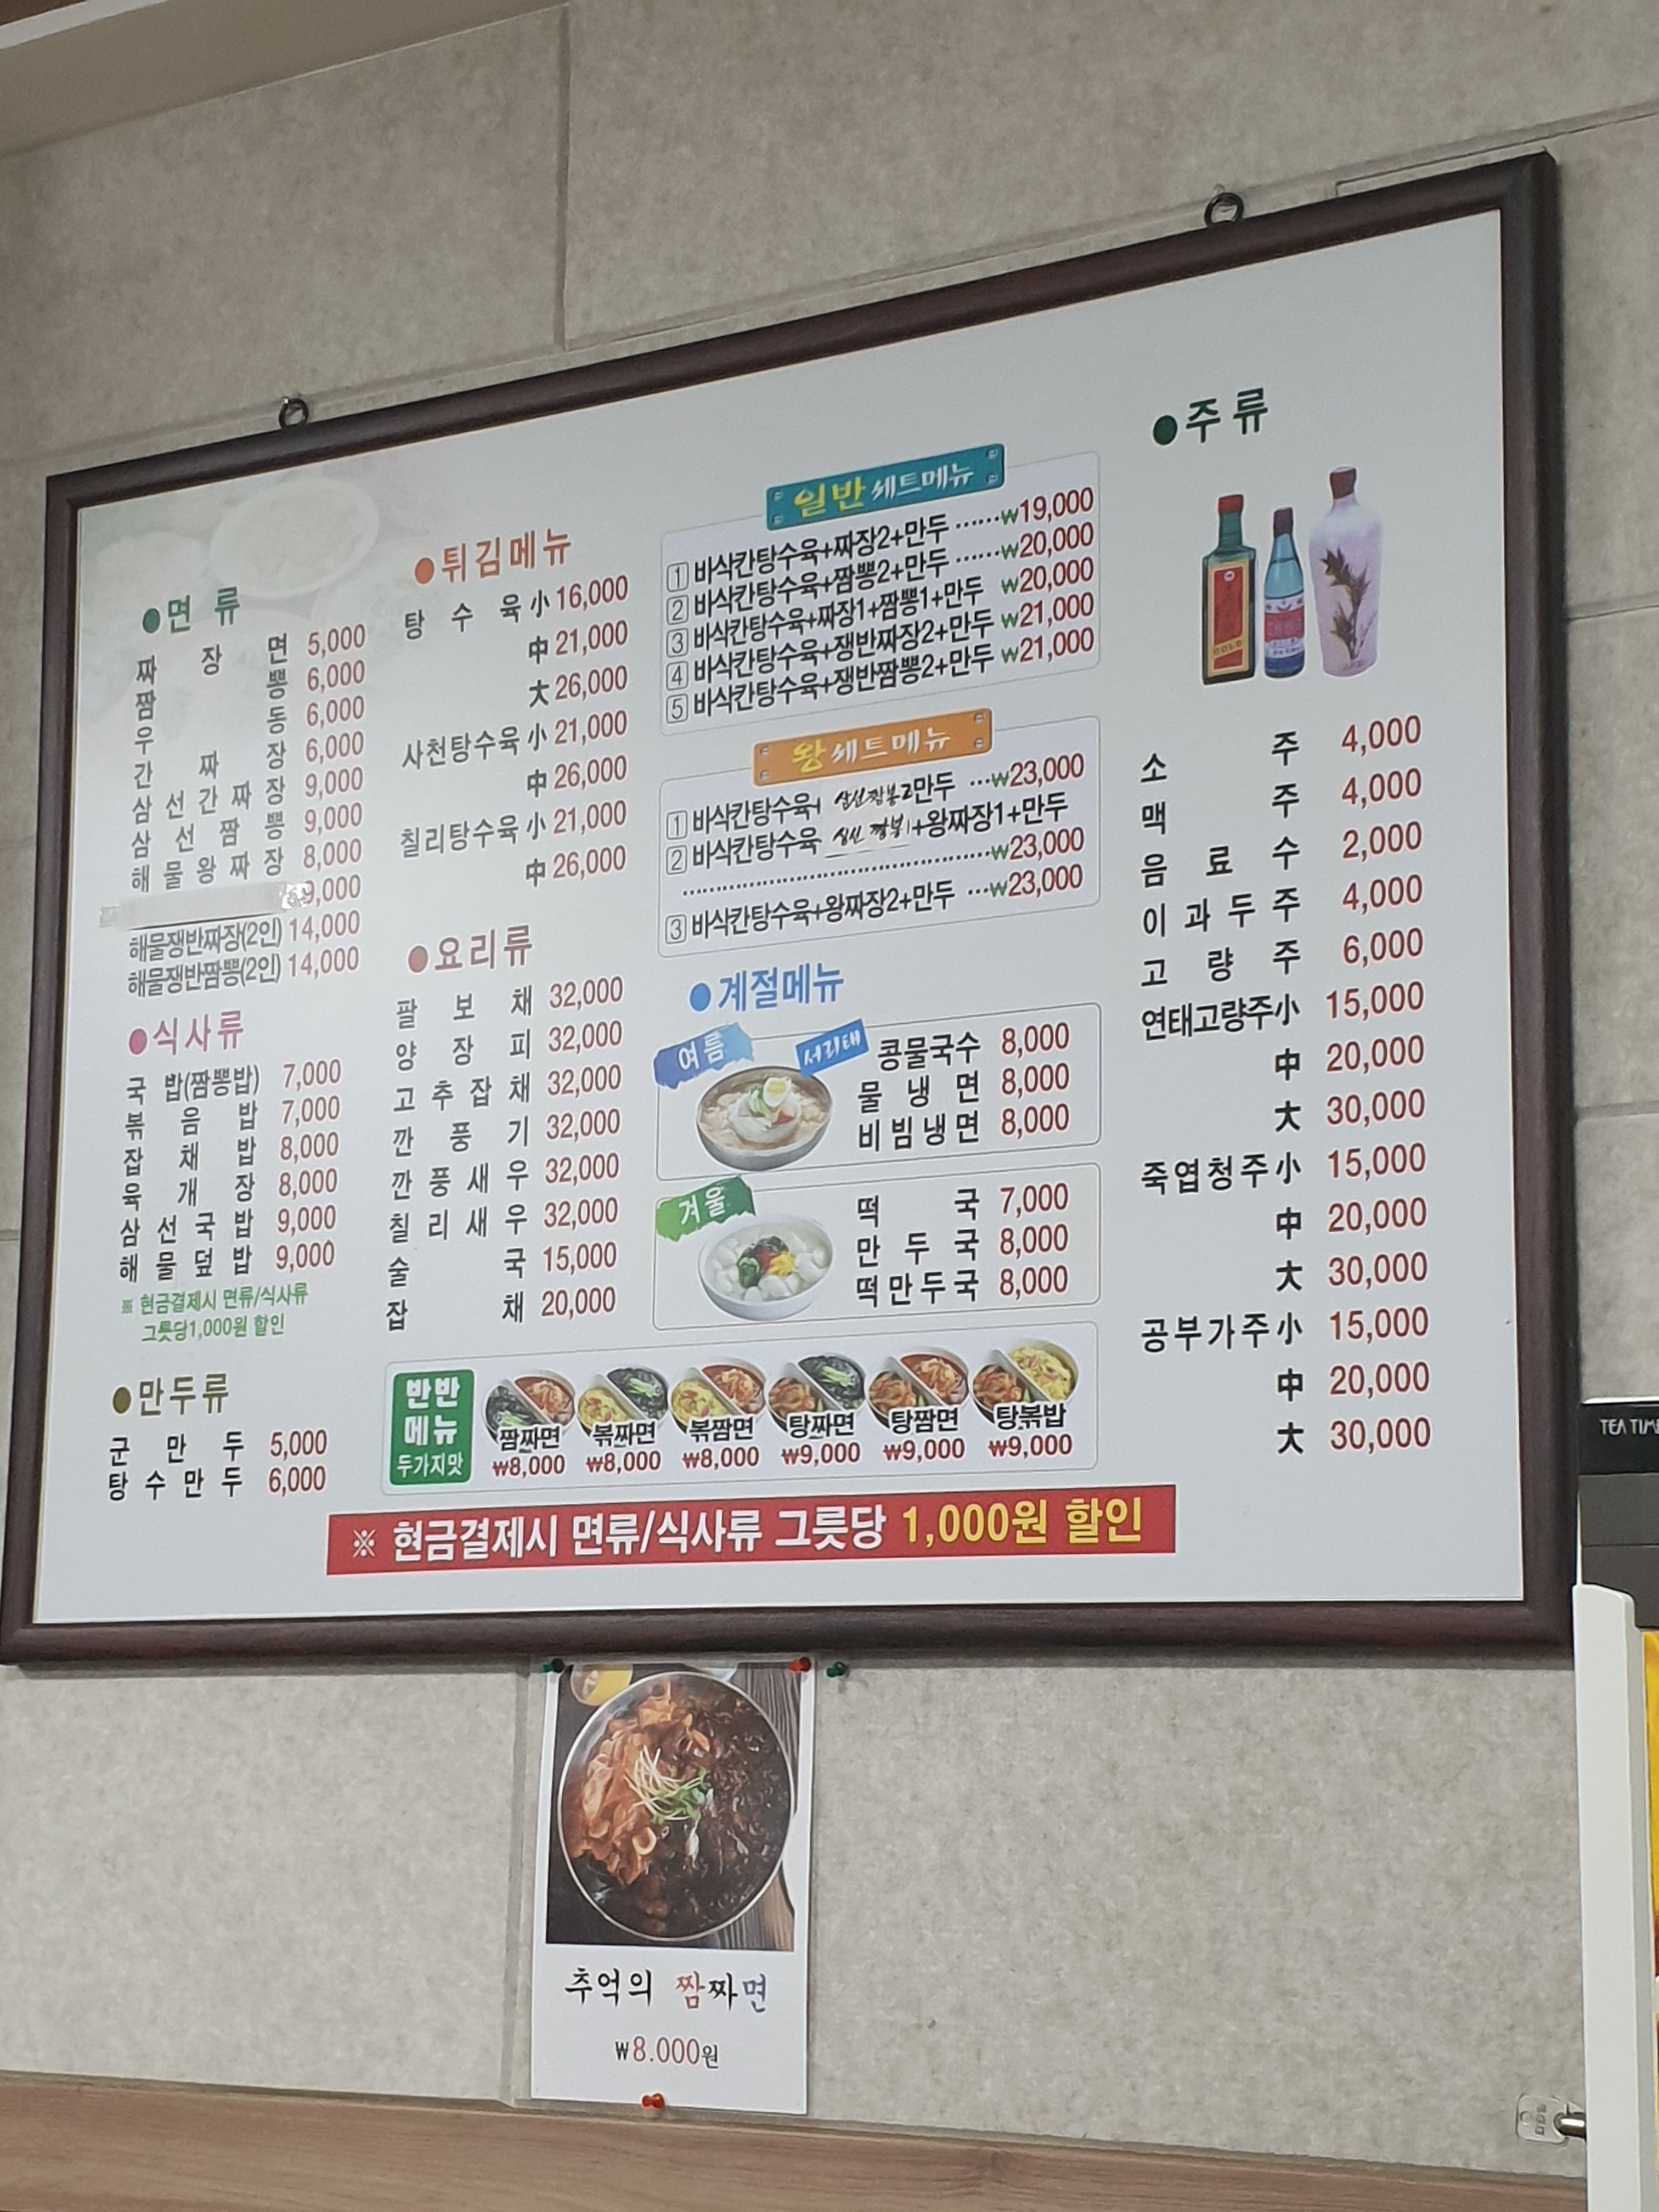 ●면 류
짜 장 면 5,000
짬 뽕 6,000
우 동 6,000
간 짜 장 6,000
삼 선 간 짜 장 9,000
삼 선 짬 뽕 9,000
해 물 왕 짜 장 8,000
9,000
해물쟁반짜장(2인) 14,000
해물쟁반짬뽕(2인) 14,000
●식사류
국 밥(짬뽕밥) 7,000
볶 음 밥 7,000
잡 채 밥 8,000
육 개 장 8,000
삼 선 국 밥 9,000
해 물 덮 밥 9,000
※ 현금결제시 면류/식사류
그릇당1,000원 할인
●만두류
군 만 두 5,000
탕 수 만 두 6,000
●튀김메뉴
탕 수 육 小 16,000
中 21,000
大 26,000
사천탕수육 小 21,000
中 26,000
칠리탕수육 小 21,000
中 26,000
●요리류
팔 보 채 32,000
양 장 피 32,000
고 추 잡 채 32,000
깐 풍 기 32,000
깐 풍 새 우 32,000
칠 리 새 우 32,000
술 국 15,000
잡 채 20,000
일반 세트메뉴
1 바삭칸탕수육+짜장2+만두 ······₩19,000
2 바삭칸탕수육+짬뽕2+만두 ······₩20,000
3 바삭칸탕수육+짜장1+짬뽕1+만두 ₩20,000
4 바삭칸탕수육+쟁반짜장2+만두 ₩21,000
5 바삭칸탕수육+쟁반짬뽕2+만두 ₩21,000
왕 세트메뉴
1 바삭칸탕수육+ 삼선짬뽕2만두 ···₩23,000
2 바삭칸탕수육 삼선 짬뽕1+왕짜장1+만두
······························₩23,000
3 바삭칸탕수육+왕짜장2+만두 ···₩23,000
●계절메뉴
여름
서리태 콩물국수 8,000
물 냉 면 8,000
비 빔 냉 면 8,000
겨울
떡 국 7,000
만 두 국 8,000
떡만두국 8,000
반반
메뉴
두가지맛
짬짜면 볶짜면 볶짬면 탕짜면 탕짬면 탕볶밥
₩8,000 ₩8,000 ₩8,000 ₩9,000 ₩9,000 ₩9,000
●주류
소 주 4,000
맥 주 4,000
음 료 수 2,000
이 과 두 주 4,000
고 량 주 6,000
연태고량주小 15,000
中 20,000
大 30,000
죽엽청주小 15,000
中 20,000
大 30,000
공부가주小 15,000
中 20,000
大 30,000
※ 현금결제시 면류/식사류 그릇당 1,000원 할인
추억의 짬짜면
₩8.000원